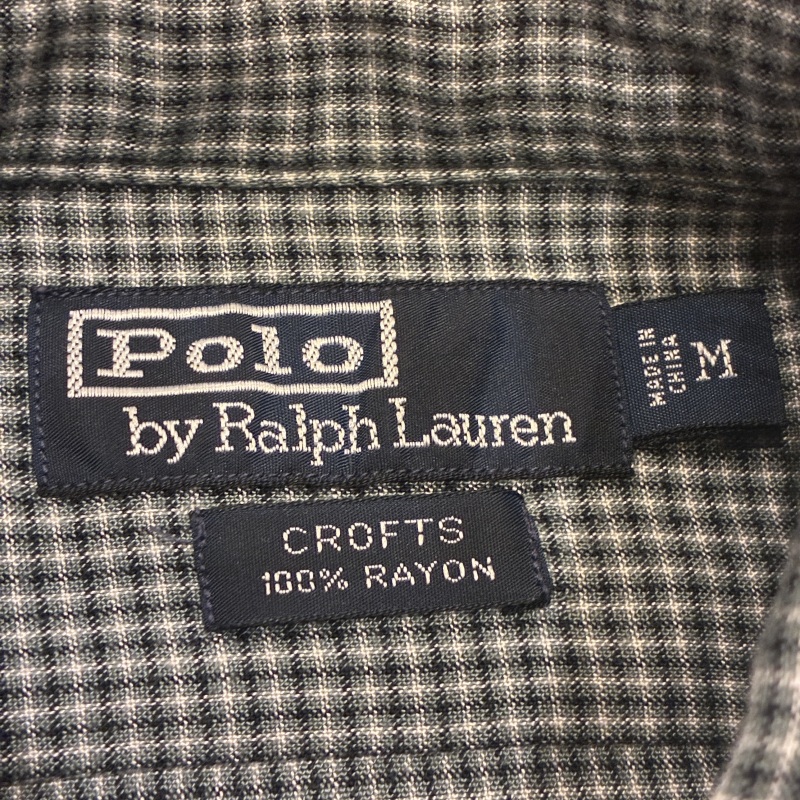 Polo
by Ralph Lauren
MADE IN
CHINA
M
CROFTS
100% RAYON